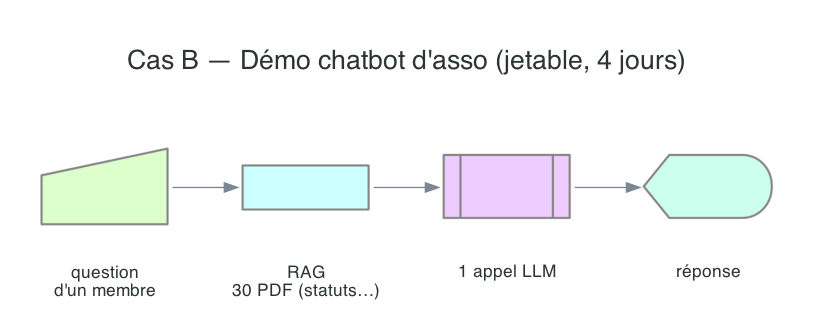 Cas B — Démo chatbot d'asso (jetable, 4 jours)
question
d'un membre
RAG
30 PDF (statuts…)
1 appel LLM
réponse